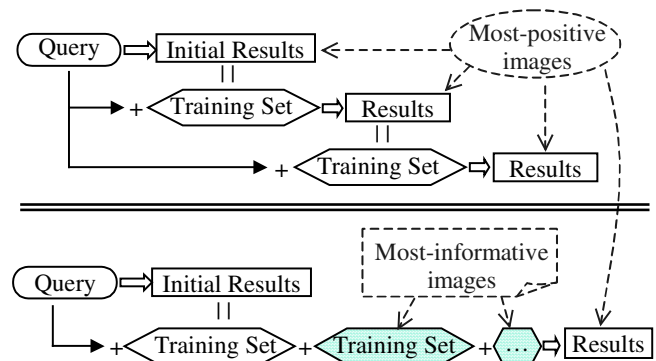 Query
Initial Results
Most-positive
images
||
+ Training Set
Results
||
+ Training Set
Results
Most-informative
images
Query
Initial Results
||
+ Training Set + Training Set + ... Results